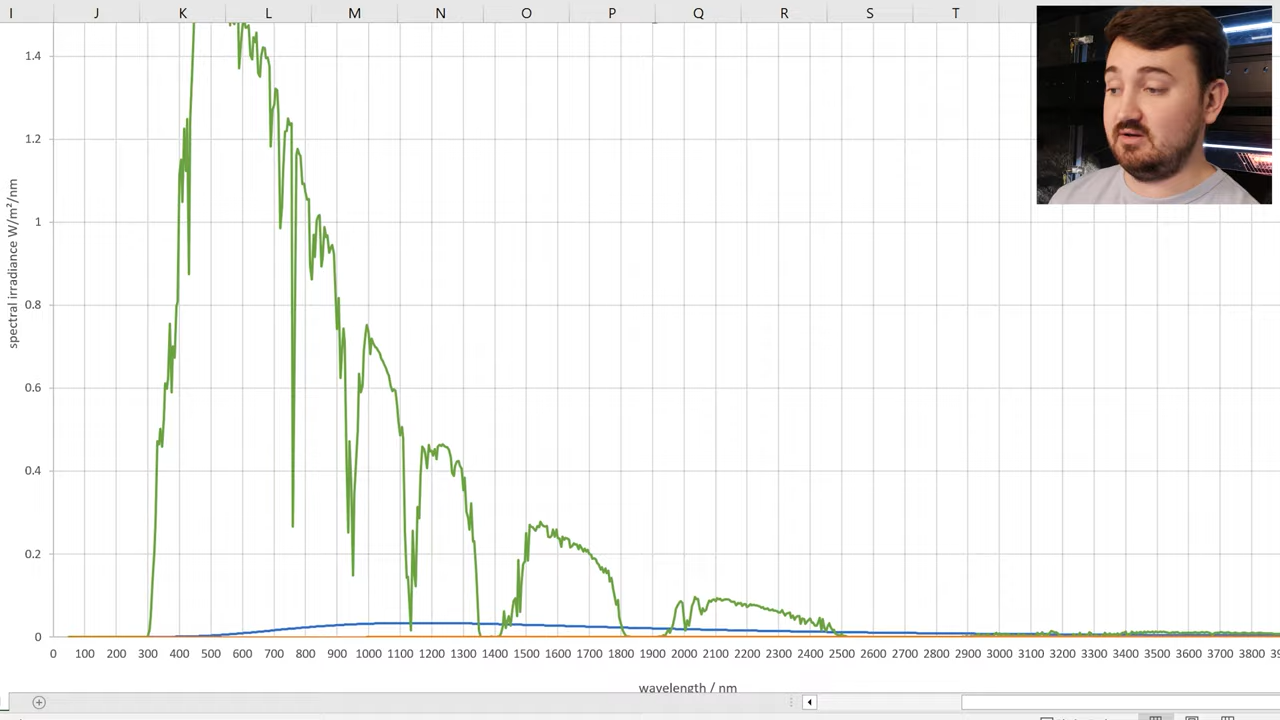 I J K L M N O P Q R S T
1.4
1.2
1
0.8
0.6
0.4
0.2
0
spectral irradiance W/m²/nm
0 100 200 300 400 500 600 700 800 900 1000 1100 1200 1300 1400 1500 1600 1700 1800 1900 2000 2100 2200 2300 2400 2500 2600 2700 2800 2900 3000 3100 3200 3300 3400 3500 3600 3700 3800
wavelength / nm